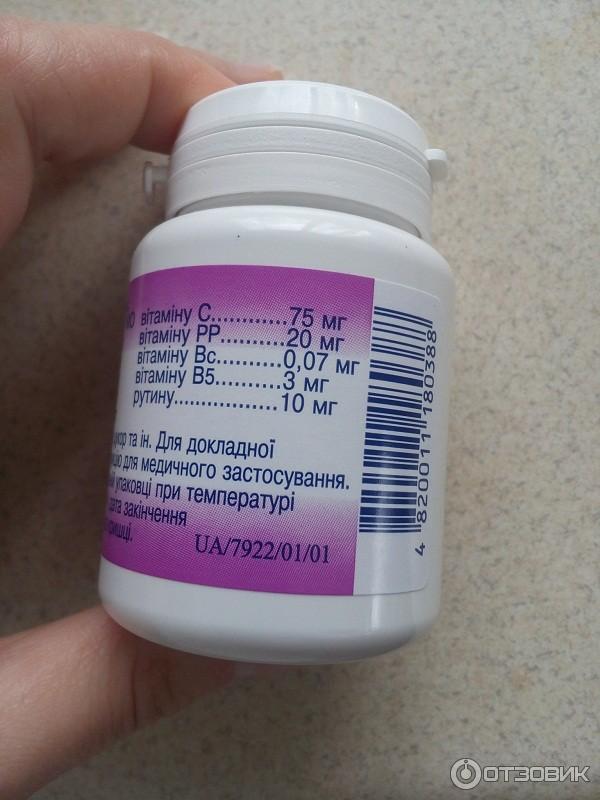 вітаміну С............75 мг
вітаміну РР..........20 мг
вітаміну Вс..........0,07 мг
вітаміну В5..........3 мг
рутину.................10 мг
та ін. Для докладної
для медичного застосування.
упаковці при температурі
дата закінчення
UA/7922/01/01
4 820011 180388
ОТЗОВИК